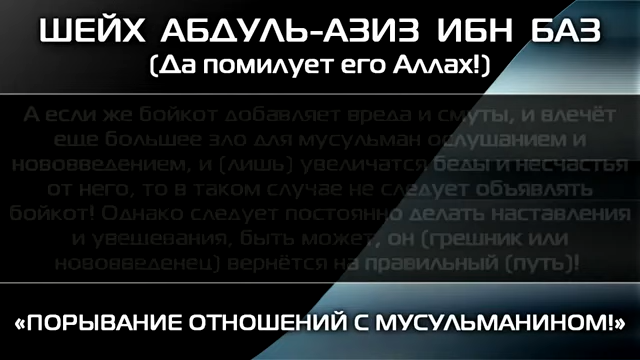 ШЕЙХ АБДУЛЬ-АЗИЗ ИБН БАЗ
(Да помилует его Аллах!)
А если же бойкот добавляет вреда и смуты, и влечёт
еще большее зло для мусульман ослушанием и
нововведением, и (лишь) увеличатся беды и несчастья
от него, то в таком случае не следует объявлять
бойкот! Однако следует постоянно делать наставления
и увещевания, быть может, он (грешник или
нововведенец) вернётся на правильный (путь)!
«ПОРЫВАНИЕ ОТНОШЕНИЙ С МУСУЛЬМАНИНОМ!»